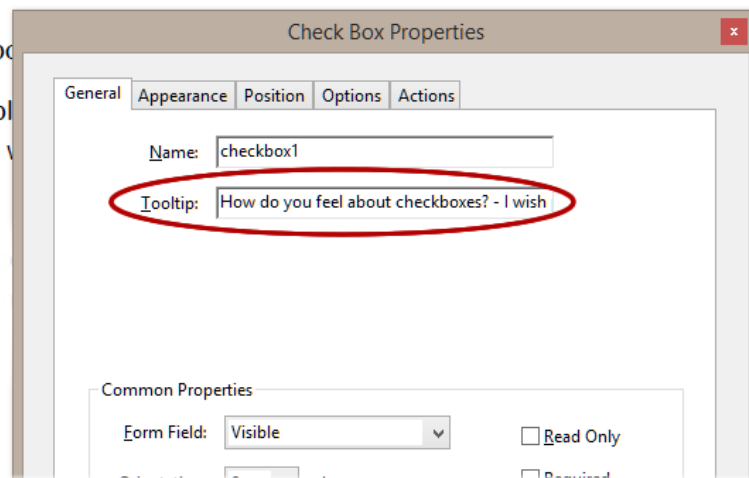 Check Box Properties
x
General Appearance Position Options Actions
Name: checkbox1
Tooltip: How do you feel about checkboxes? - I wish
Common Properties
Form Field: Visible
Read Only
Required